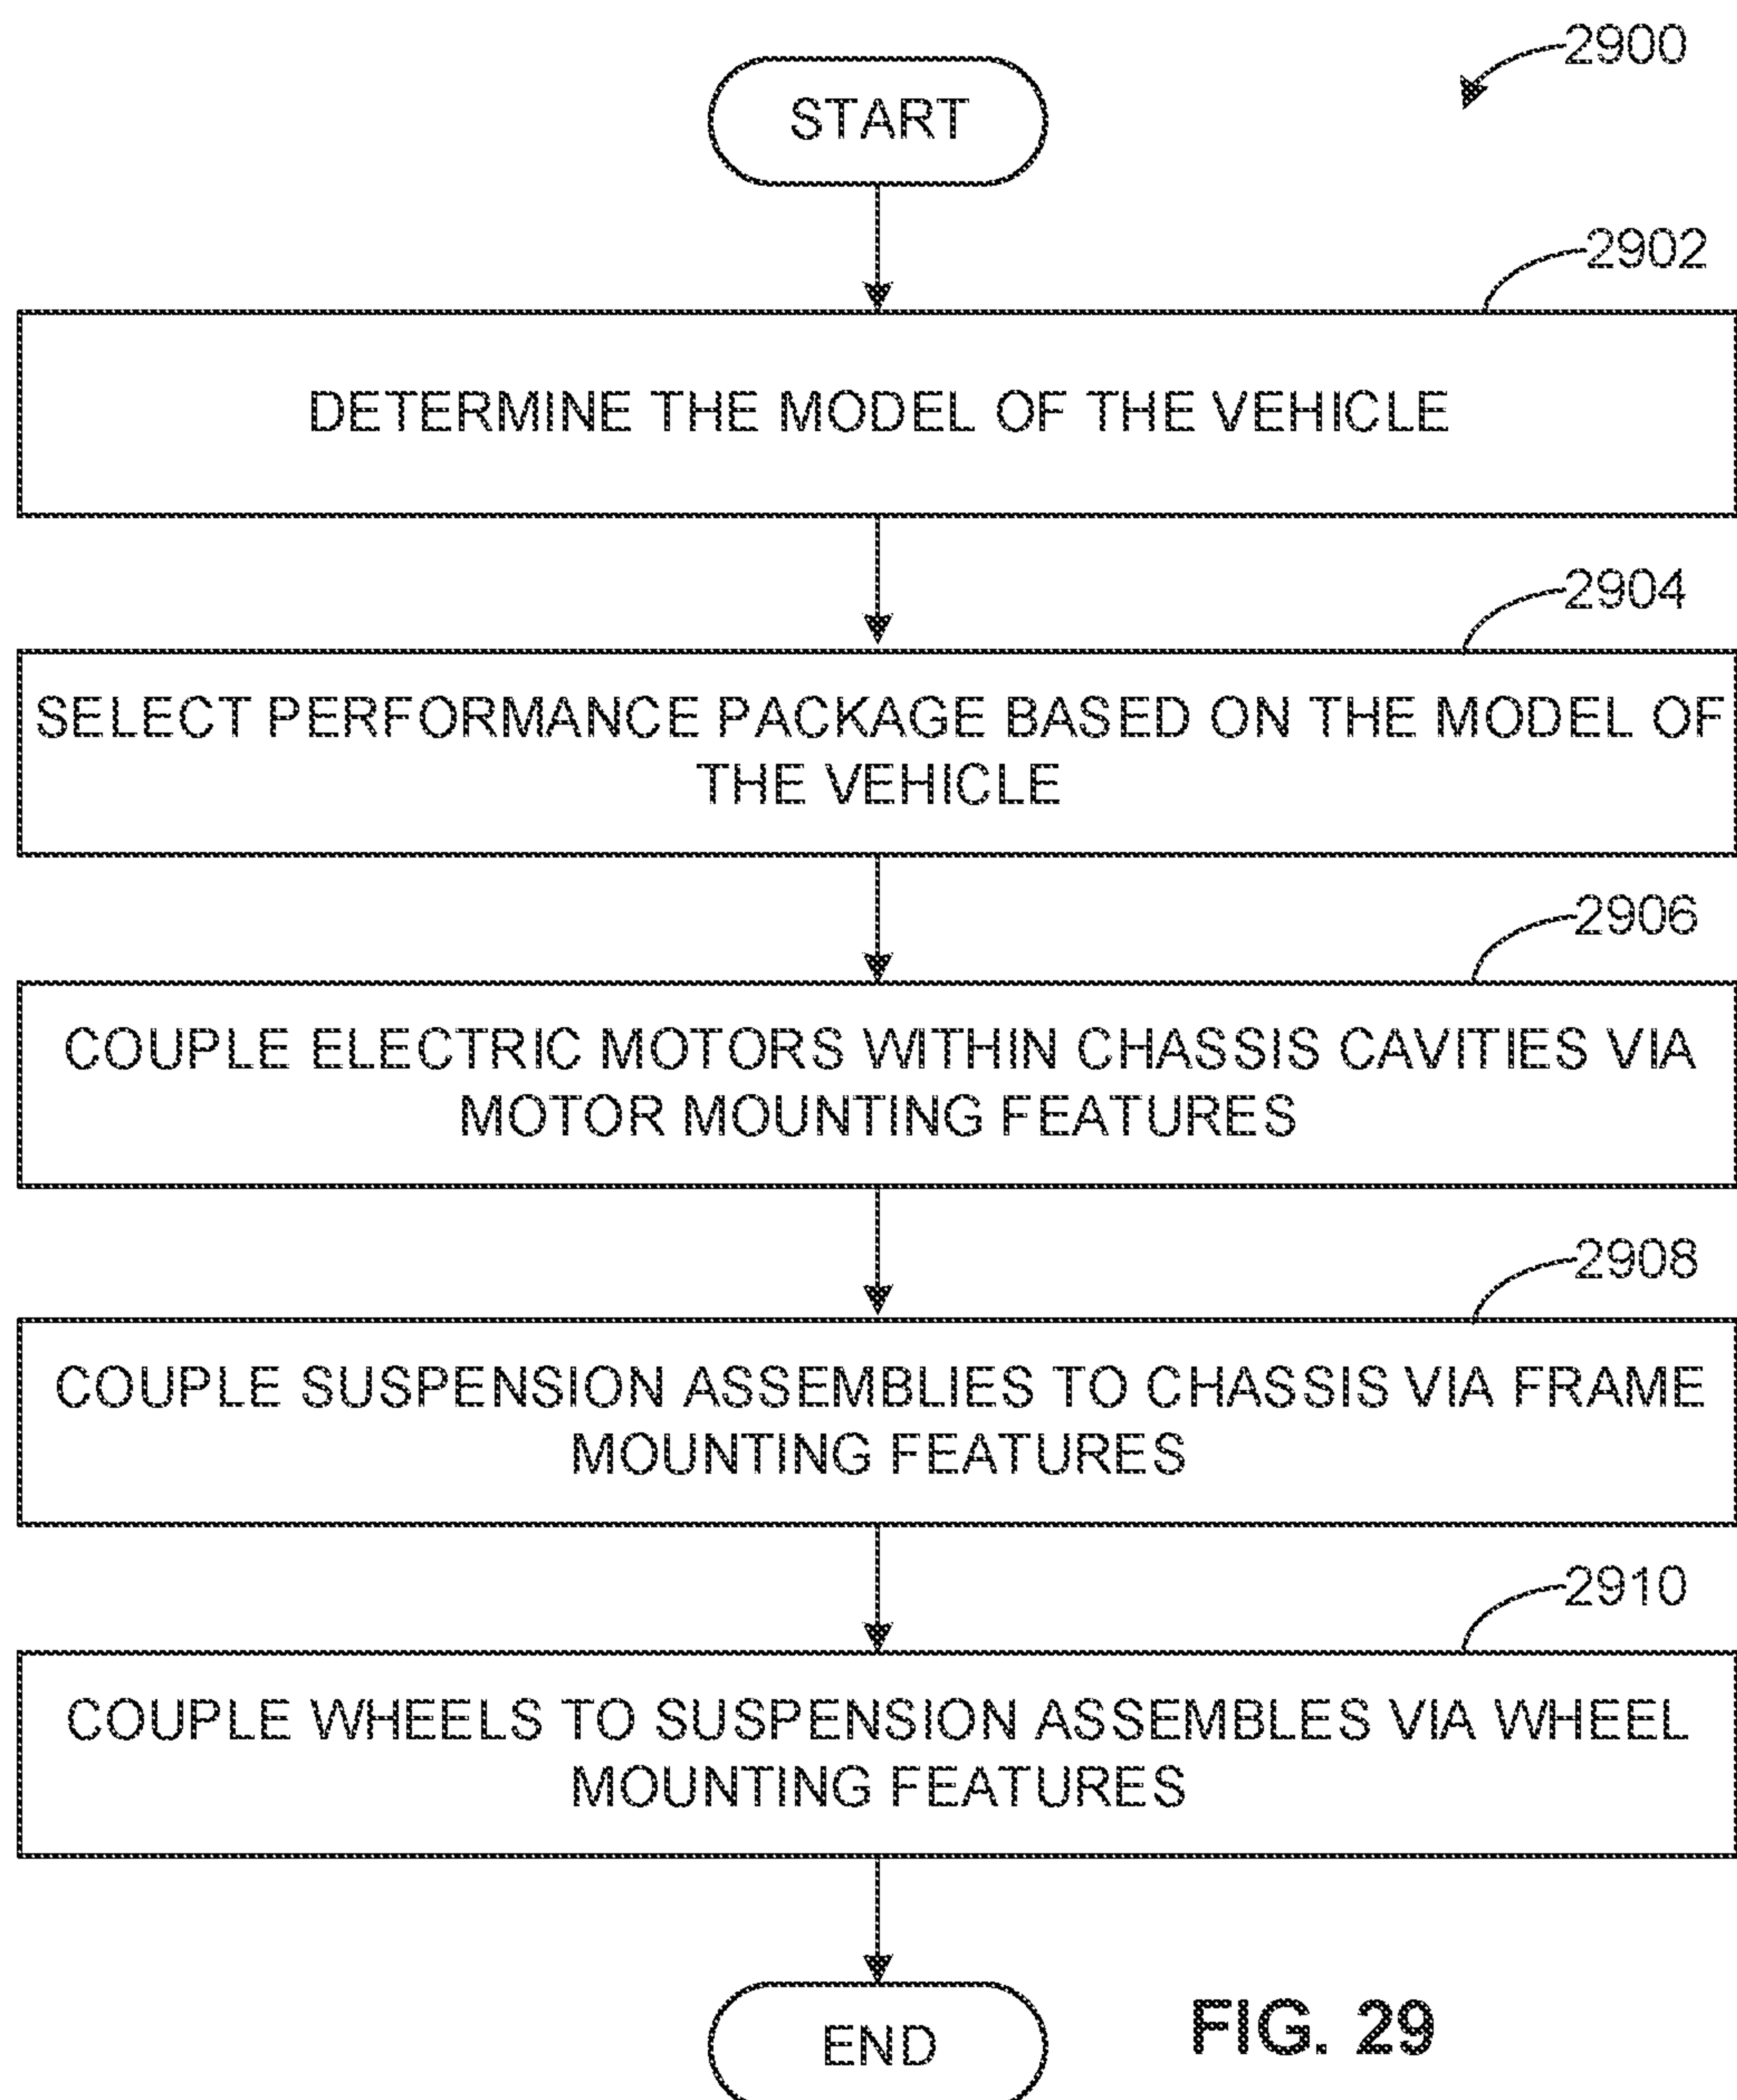 2900
START
2902
DETERMINE THE MODEL OF THE VEHICLE
2904
SELECT PERFORMANCE PACKAGE BASED ON THE MODEL OF
THE VEHICLE
2906
COUPLE ELECTRIC MOTORS WITHIN CHASSIS CAVITIES VIA
MOTOR MOUNTING FEATURES
2908
COUPLE SUSPENSION ASSEMBLIES TO CHASSIS VIA FRAME
MOUNTING FEATURES
2910
COUPLE WHEELS TO SUSPENSION ASSEMBLES VIA WHEEL
MOUNTING FEATURES
END
FIG. 29